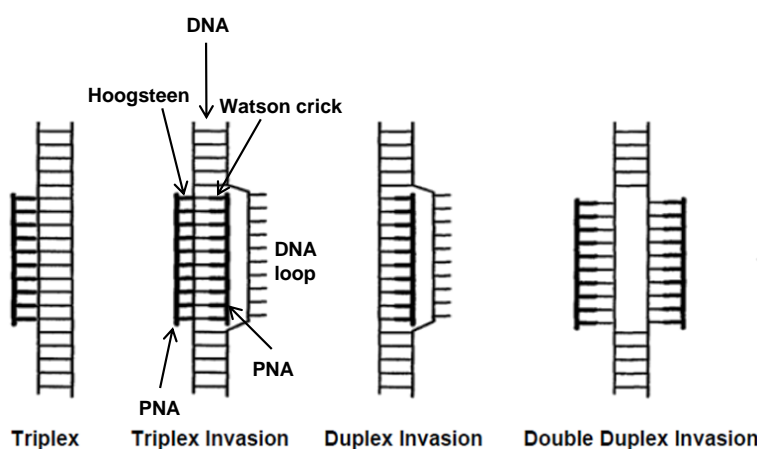 DNA
Hoogsteen
Watson crick
DNA
loop
PNA
PNA
Triplex
Triplex Invasion
Duplex Invasion
Double Duplex Invasion